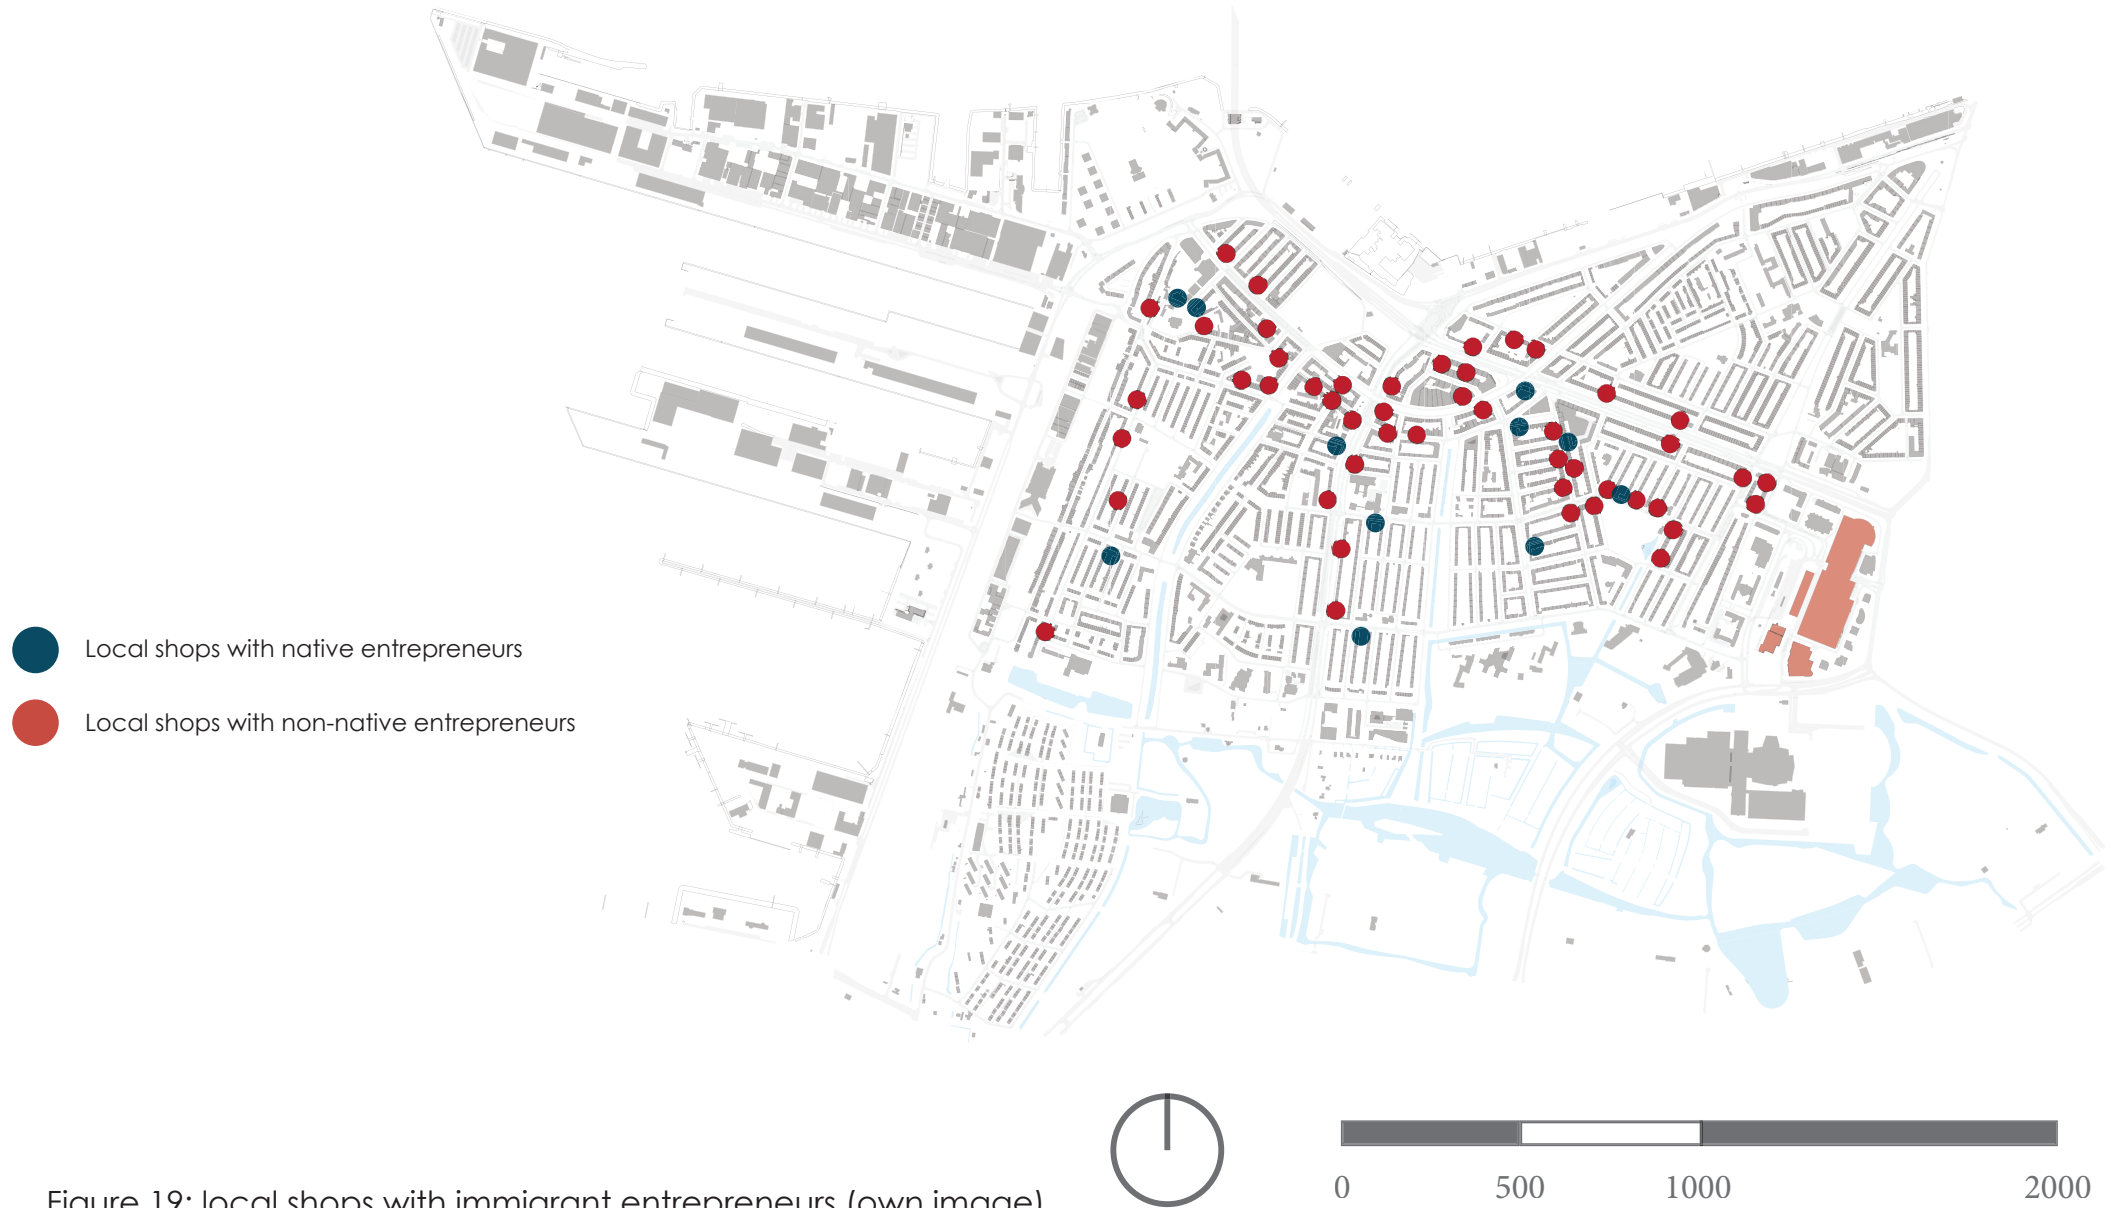 Local shops with native entrepreneurs
Local shops with non-native entrepreneurs
0 500 1000 2000
Figure 19: local shops with immigrant entrepreneurs (own image)